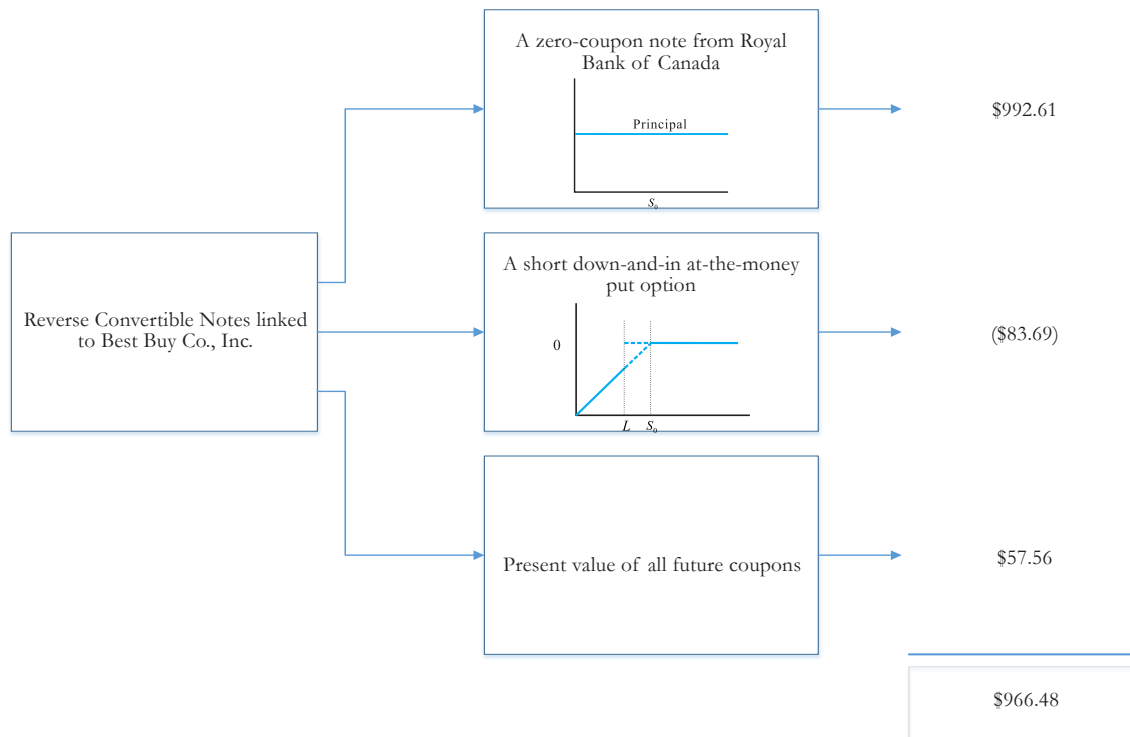 A zero-coupon note from Royal
Bank of Canada
Principal
S₀
$992.61
Reverse Convertible Notes linked
to Best Buy Co., Inc.
A short down-and-in at-the-money
put option
0
L S₀
($83.69)
Present value of all future coupons
$57.56
$966.48